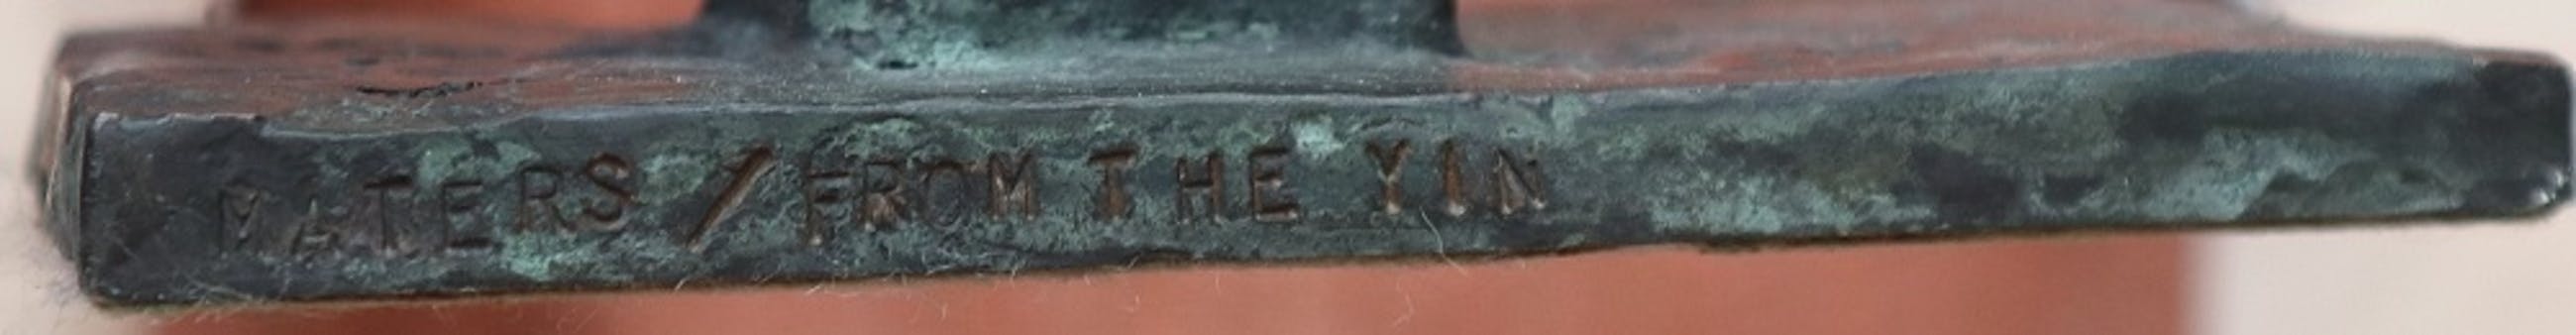 MATERS / FROM THE YIN